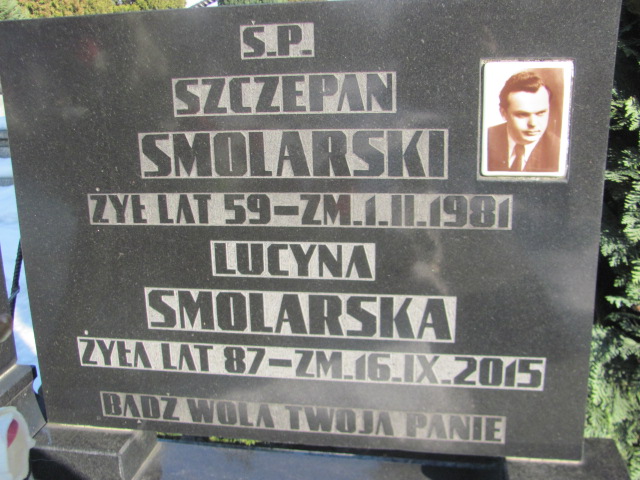 Ś.P.
SZCZEPAN
SMOLARSKI
ŻYŁ LAT 59-ZM.1.II.1981
LUCYNA
SMOLARSKA
ŻYŁA LAT 87-ZM.16.IX.2015
BĄDŹ WOLA TWOJA PANIE